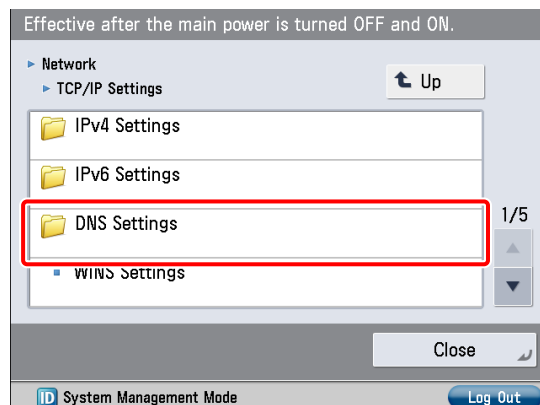 Effective after the main power is turned OFF and ON.
Network
TCP/IP Settings
Up
IPv4 Settings
IPv6 Settings
DNS Settings
1/5
WINS Settings
Close
ID System Management Mode
Log Out